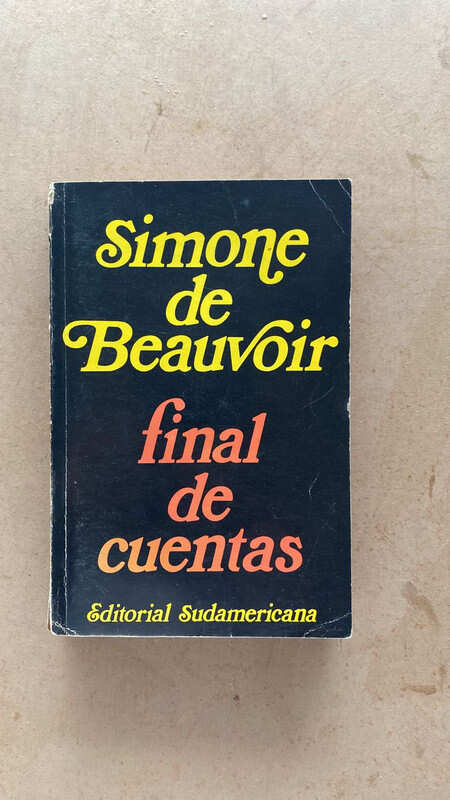 Simone
de
Beauvoir
final
de
cuentas
Editorial Sudamericana